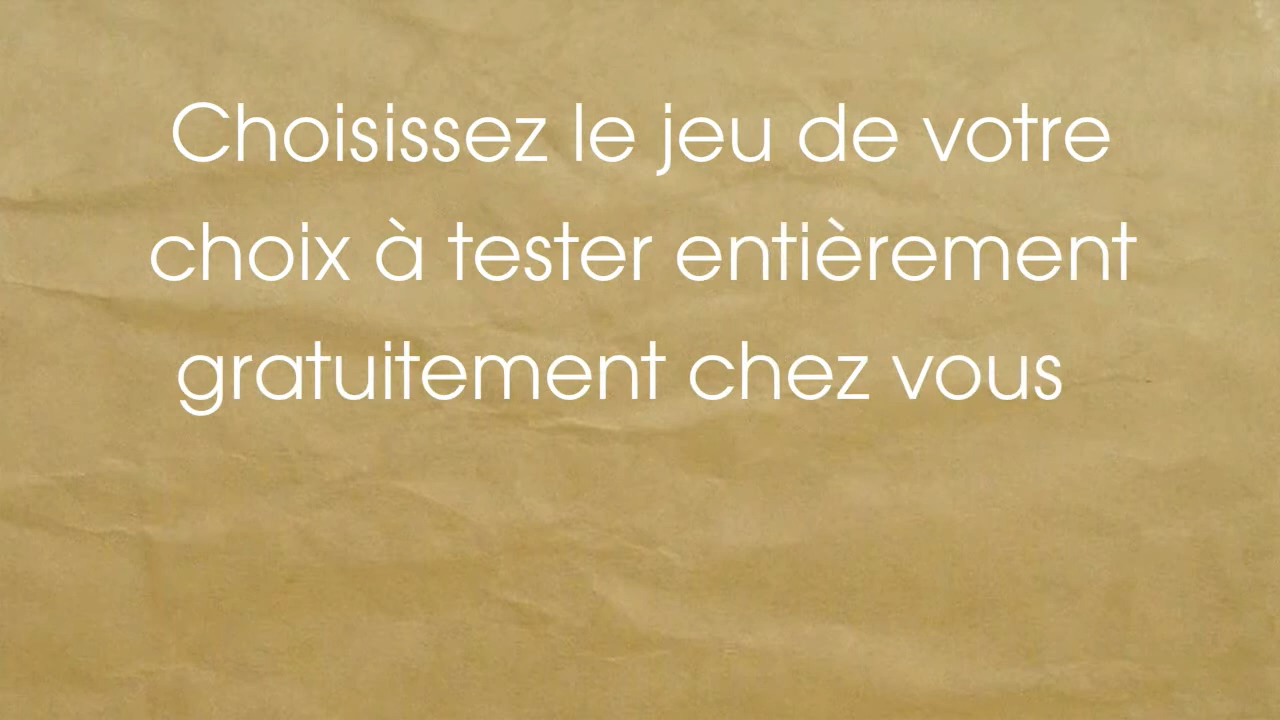 Choisissez le jeu de votre
choix à tester entièrement
gratuitement chez vous